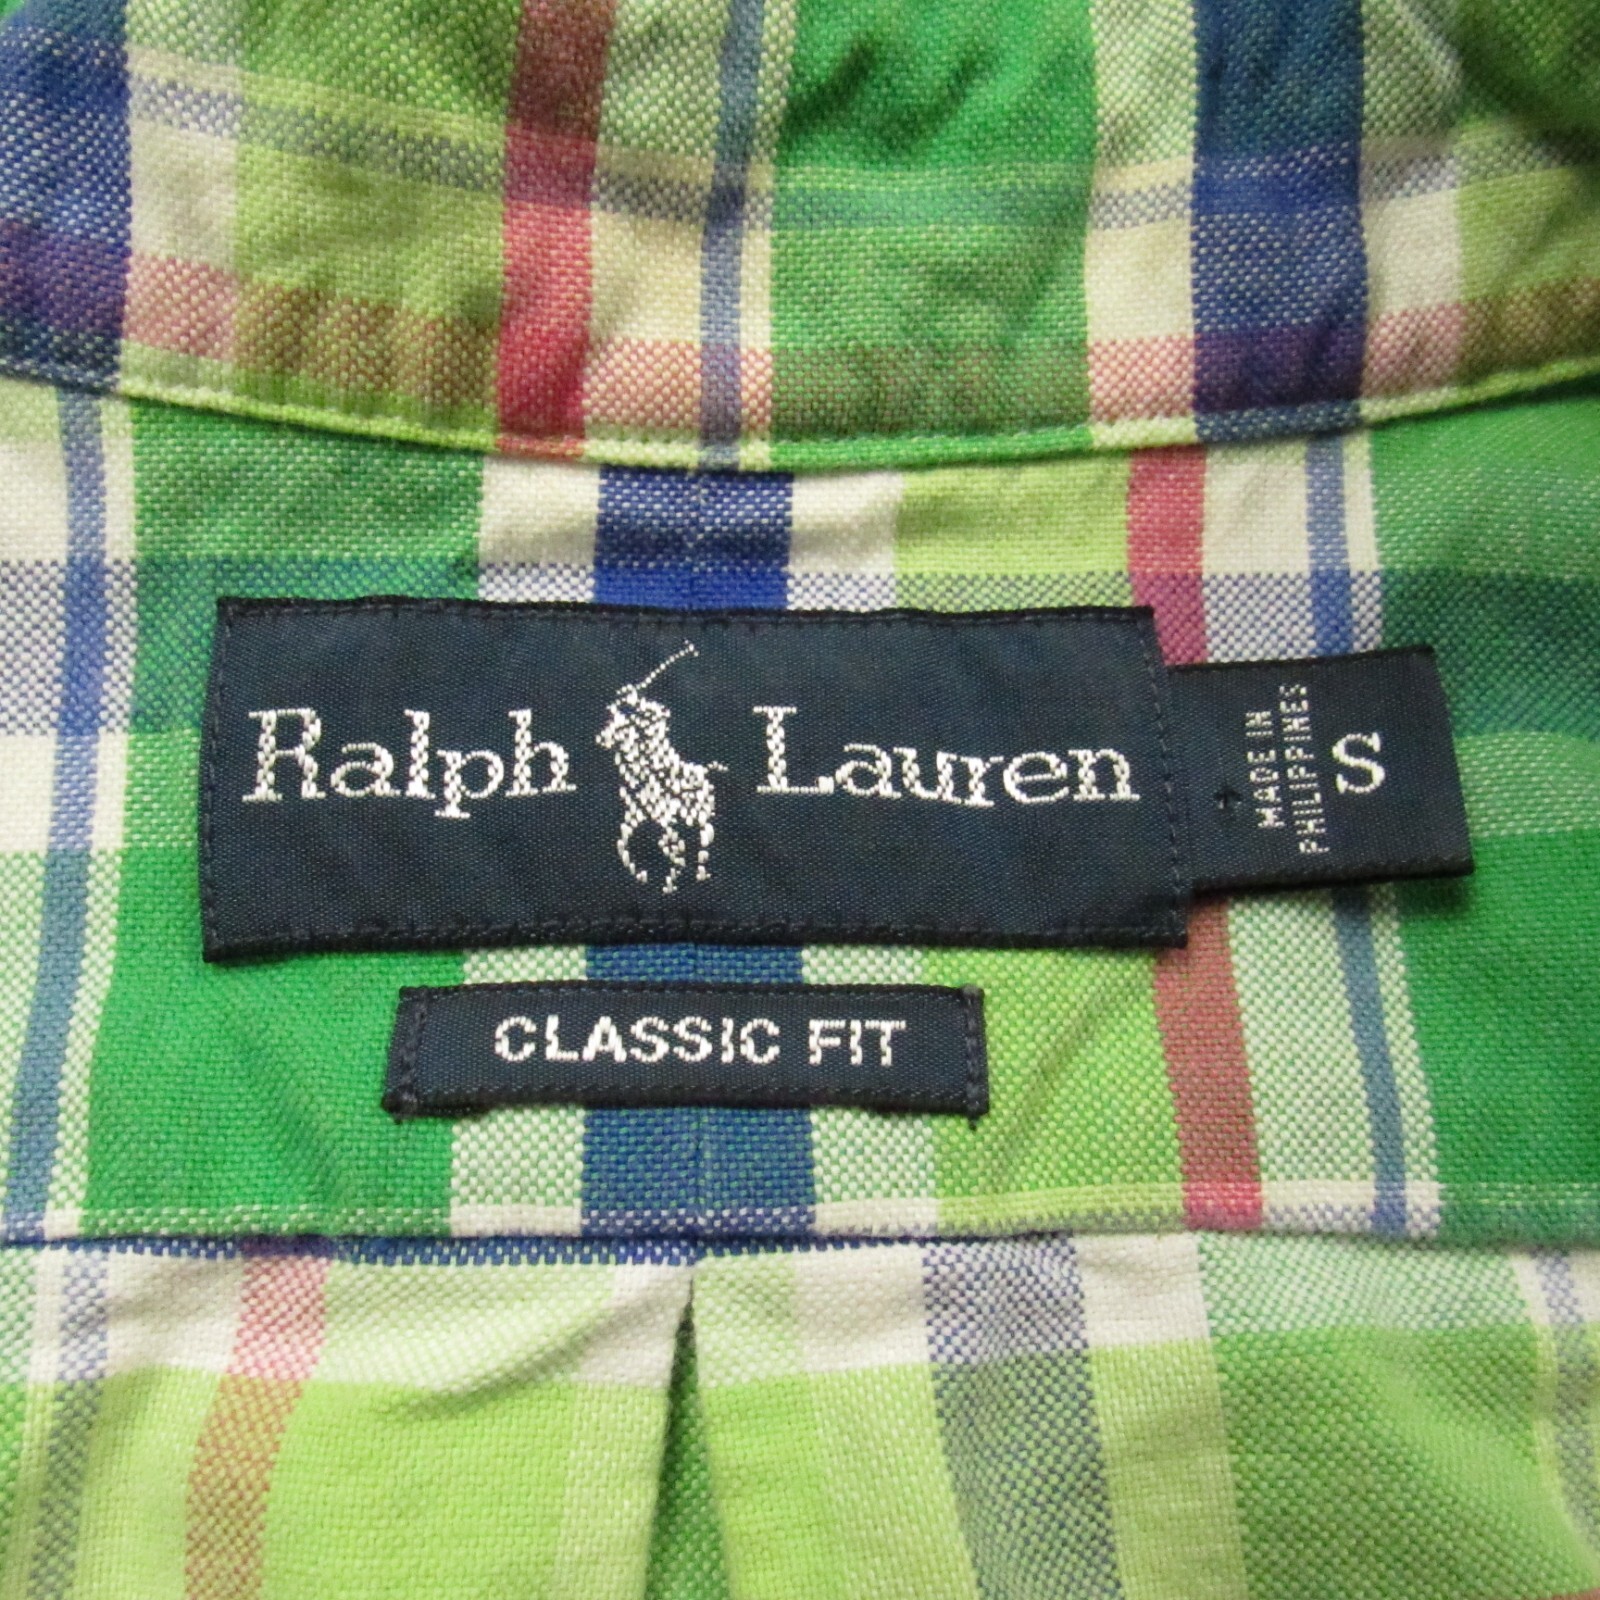 Ralph Lauren
MADE IN
PHILIPPINES
S
CLASSIC FIT